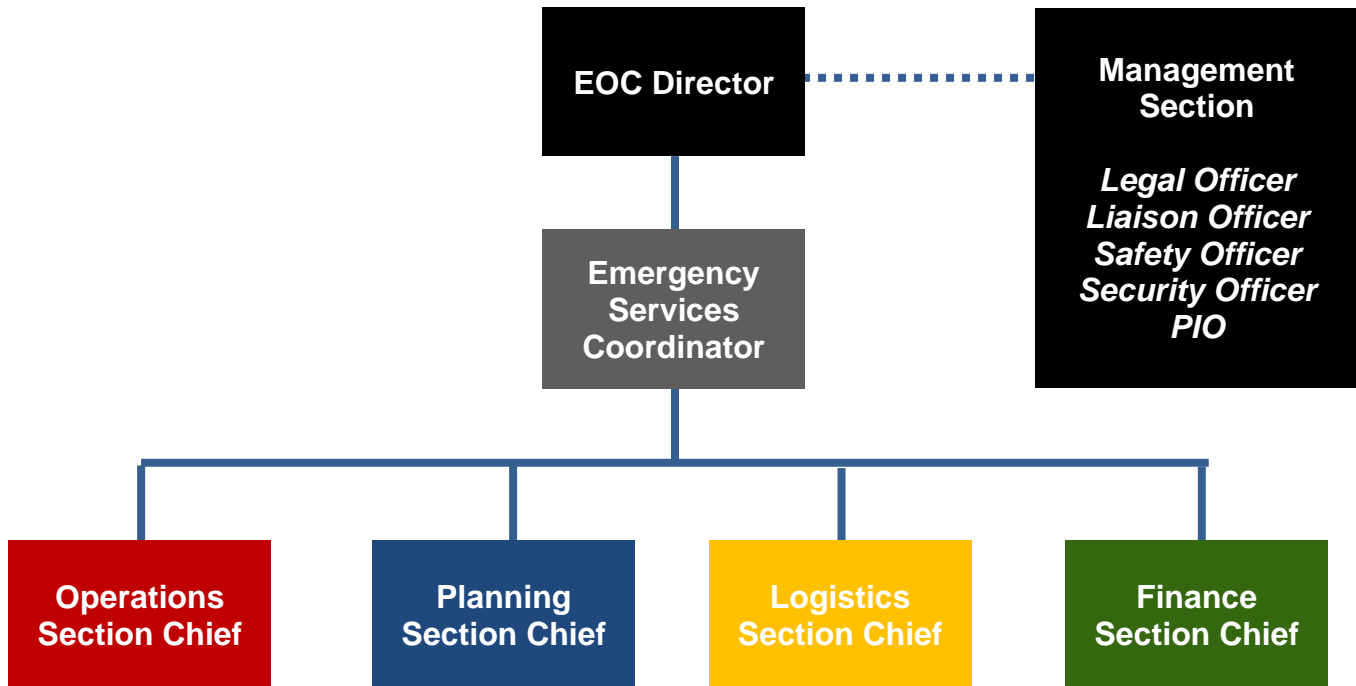 EOC Director
Management
Section
Legal Officer
Liaison Officer
Safety Officer
Security Officer
PIO
Emergency
Services
Coordinator
Operations
Section Chief
Planning
Section Chief
Logistics
Section Chief
Finance
Section Chief